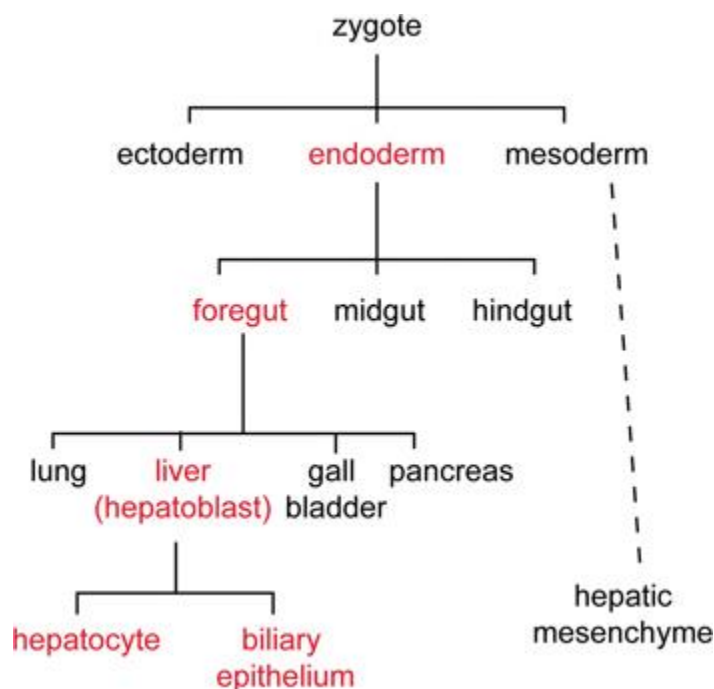 zygote
ectoderm endoderm mesoderm
foregut midgut hindgut
lung liver gall pancreas
(hepatoblast) bladder
hepatocyte biliary hepatic
epithelium mesenchyme